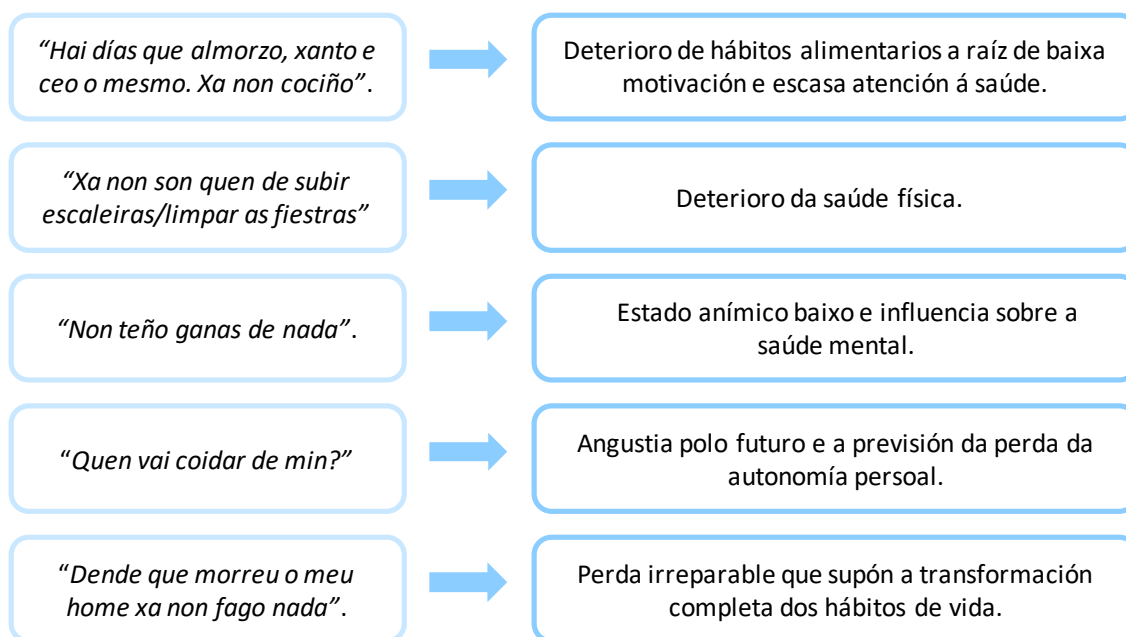 “Hai días que almorzo, xanto e
ceo o mesmo. Xa non cociño”.
Deterioro de hábitos alimentarios a raíz de baixa
motivación e escasa atención á saúde.
“Xa non son quen de subir
escaleiras/limpar as fiestras”
Deterioro da saúde física.
“Non teño ganas de nada”.
Estado anímico baixo e influencia sobre a
saúde mental.
“Quen vai coidar de min?”
Angustia polo futuro e a previsión da perda da
autonomía persoal.
“Dende que morreu o meu
home xa non fago nada”.
Perda irreparable que supón a transformación
completa dos hábitos de vida.